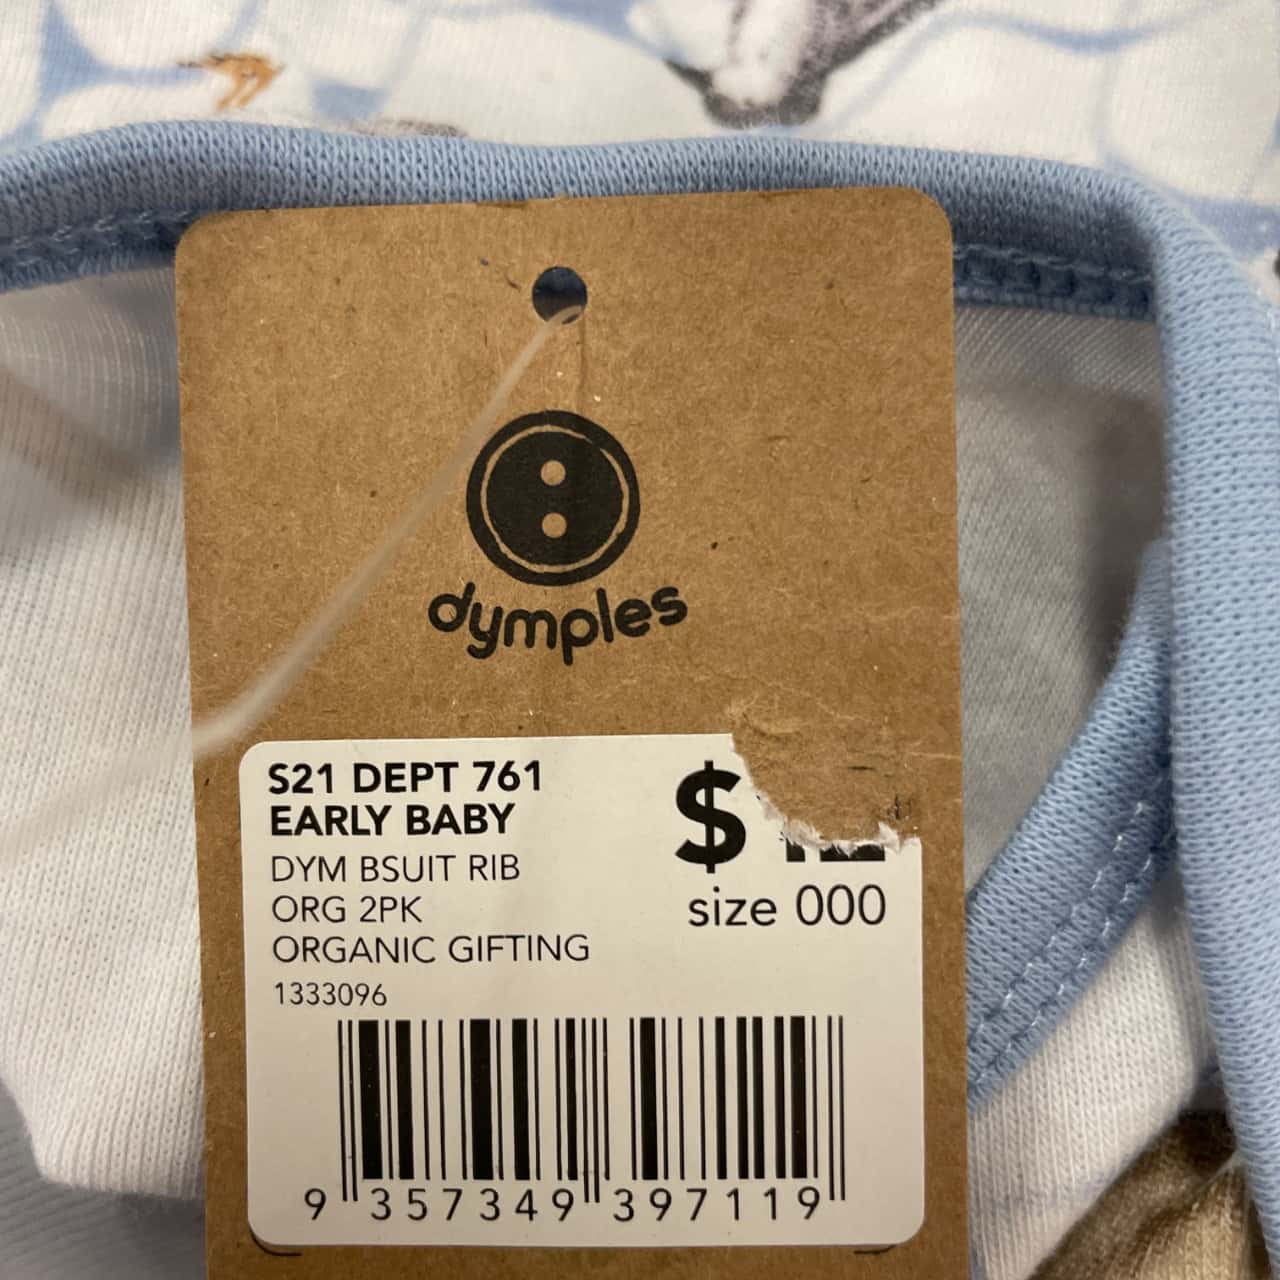 dymples
S21 DEPT 761
EARLY BABY
DYM BSUIT RIB
ORG 2PK
ORGANIC GIFTING
1333096
$
size 000
9 357349 397119